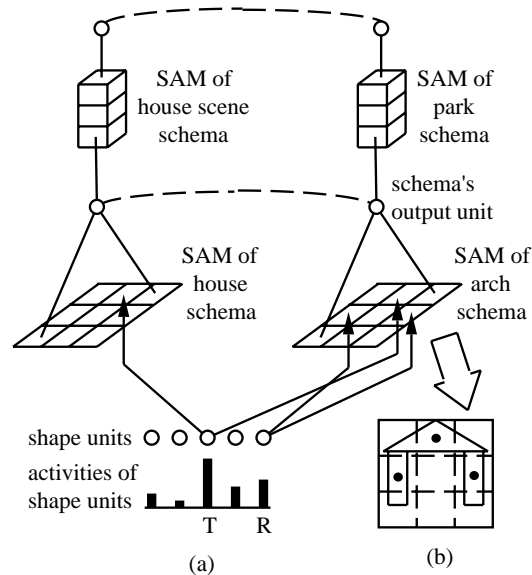 SAM of
house scene
schema
SAM of
park
schema
schema's
output unit
SAM of
house
schema
SAM of
arch
schema
shape units
activities of
shape units
T
R
(a)
(b)